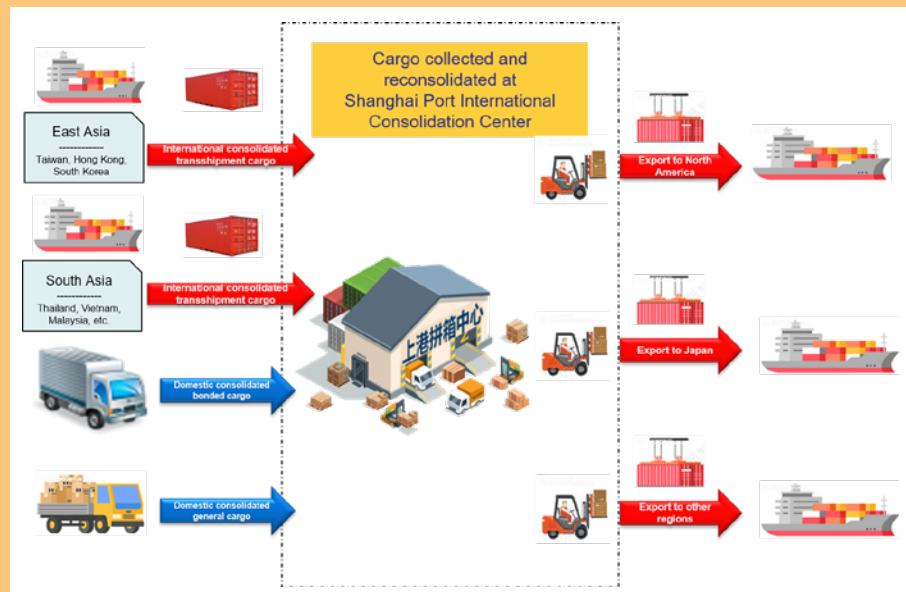 Cargo collected and
reconsolidated at
Shanghai Port International
Consolidation Center
East Asia
------------
Taiwan, Hong Kong,
South Korea
International consolidated
transshipment cargo
Export to North
America
South Asia
------------
Thailand, Vietnam,
Malaysia, etc.
International consolidated
transshipment cargo
上港拼箱中心
Export to Japan
Domestic consolidated
bonded cargo
Domestic consolidated
general cargo
Export to other
regions